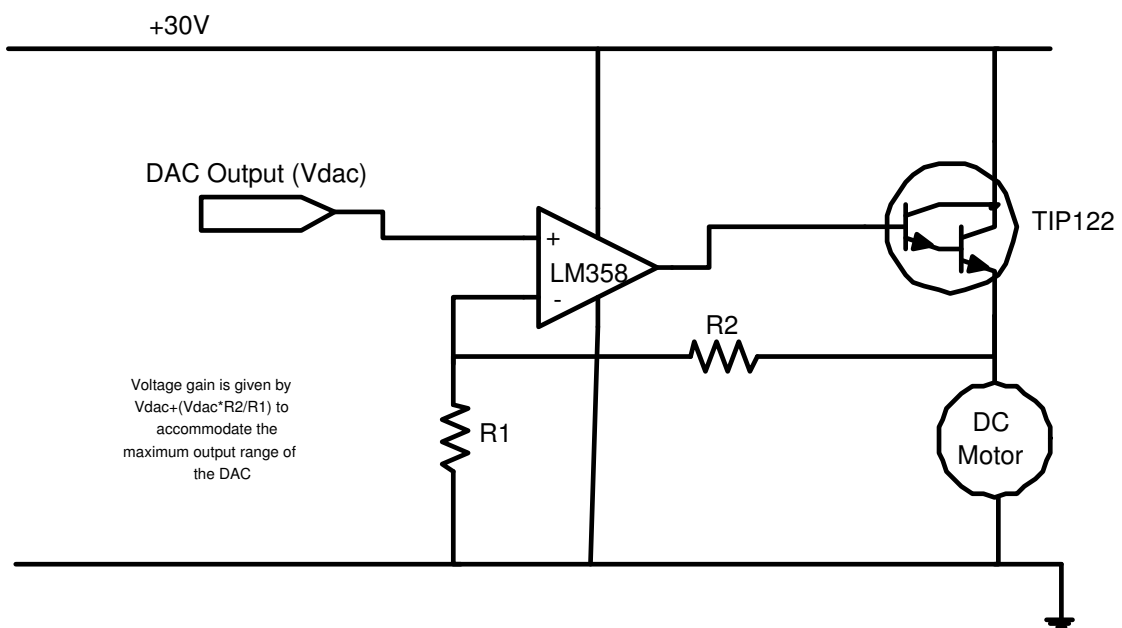 +30V
DAC Output (Vdac)
TIP122
+
LM358
-
R2
Voltage gain is given by
Vdac+(Vdac*R2/R1) to
accommodate the
maximum output range of
the DAC
R1
DC
Motor